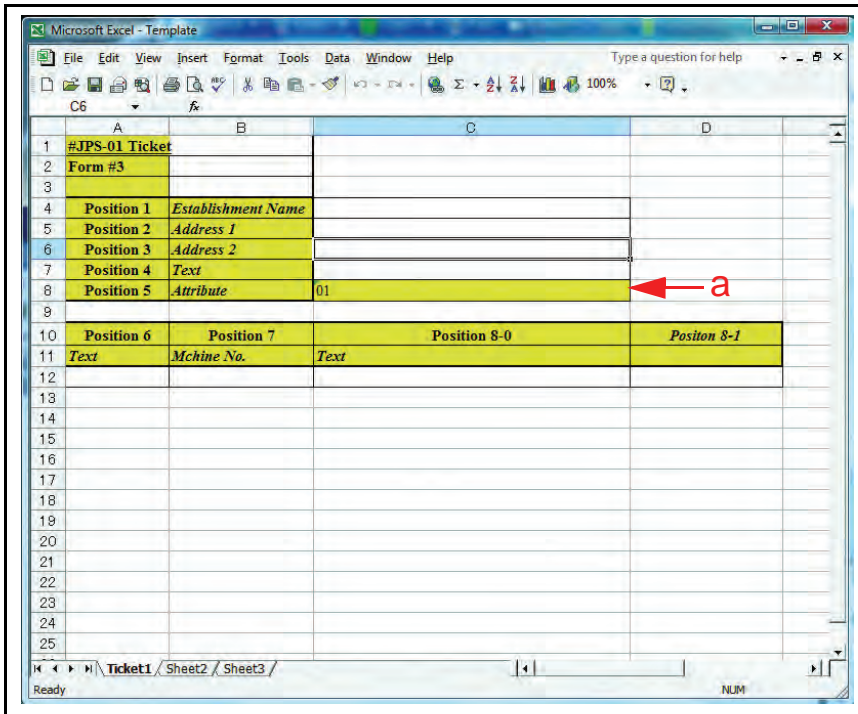 Microsoft Excel - Template
File Edit View Insert Format Tools Data Window Help Type a question for help
Σ 100%
C6 fx
A B C D
1 #JPS-01 Ticket
2 Form #3
3
4 Position 1 Establishment Name
5 Position 2 Address 1
6 Position 3 Address 2
7 Position 4 Text
8 Position 5 Attribute 01 a
9
10 Position 6 Position 7 Position 8-0 Positon 8-1
11 Text Mchine No. Text
12
13
14
15
16
17
18
19
20
21
22
23
24
25
Ticket1 / Sheet2 / Sheet3 /
Ready NUM